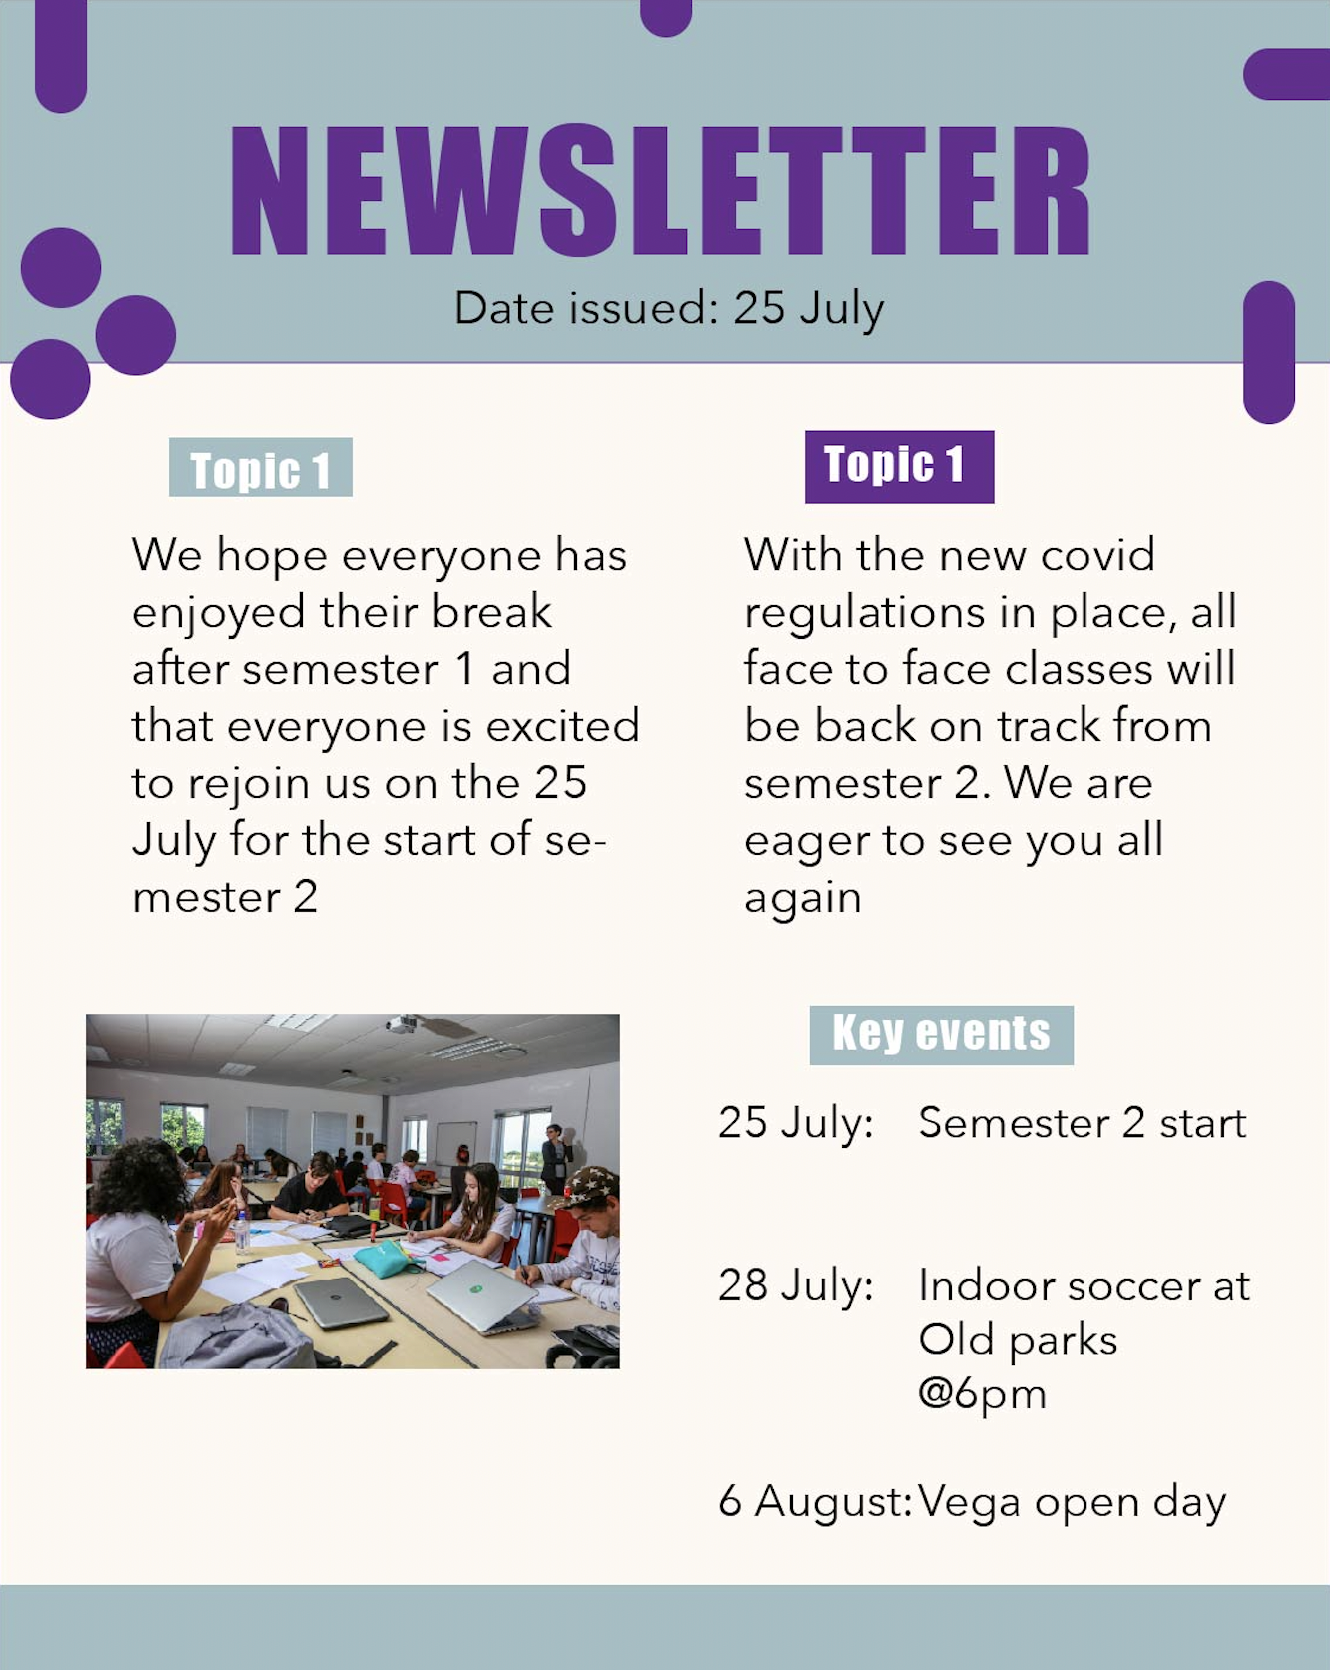 NEWSLETTER
Date issued: 25 July
Topic 1
We hope everyone has
enjoyed their break
after semester 1 and
that everyone is excited
to rejoin us on the 25
July for the start of se-
mester 2
Topic 1
With the new covid
regulations in place, all
face to face classes will
be back on track from
semester 2. We are
eager to see you all
again
Key events
25 July: Semester 2 start
28 July: Indoor soccer at
Old parks
@6pm
6 August: Vega open day